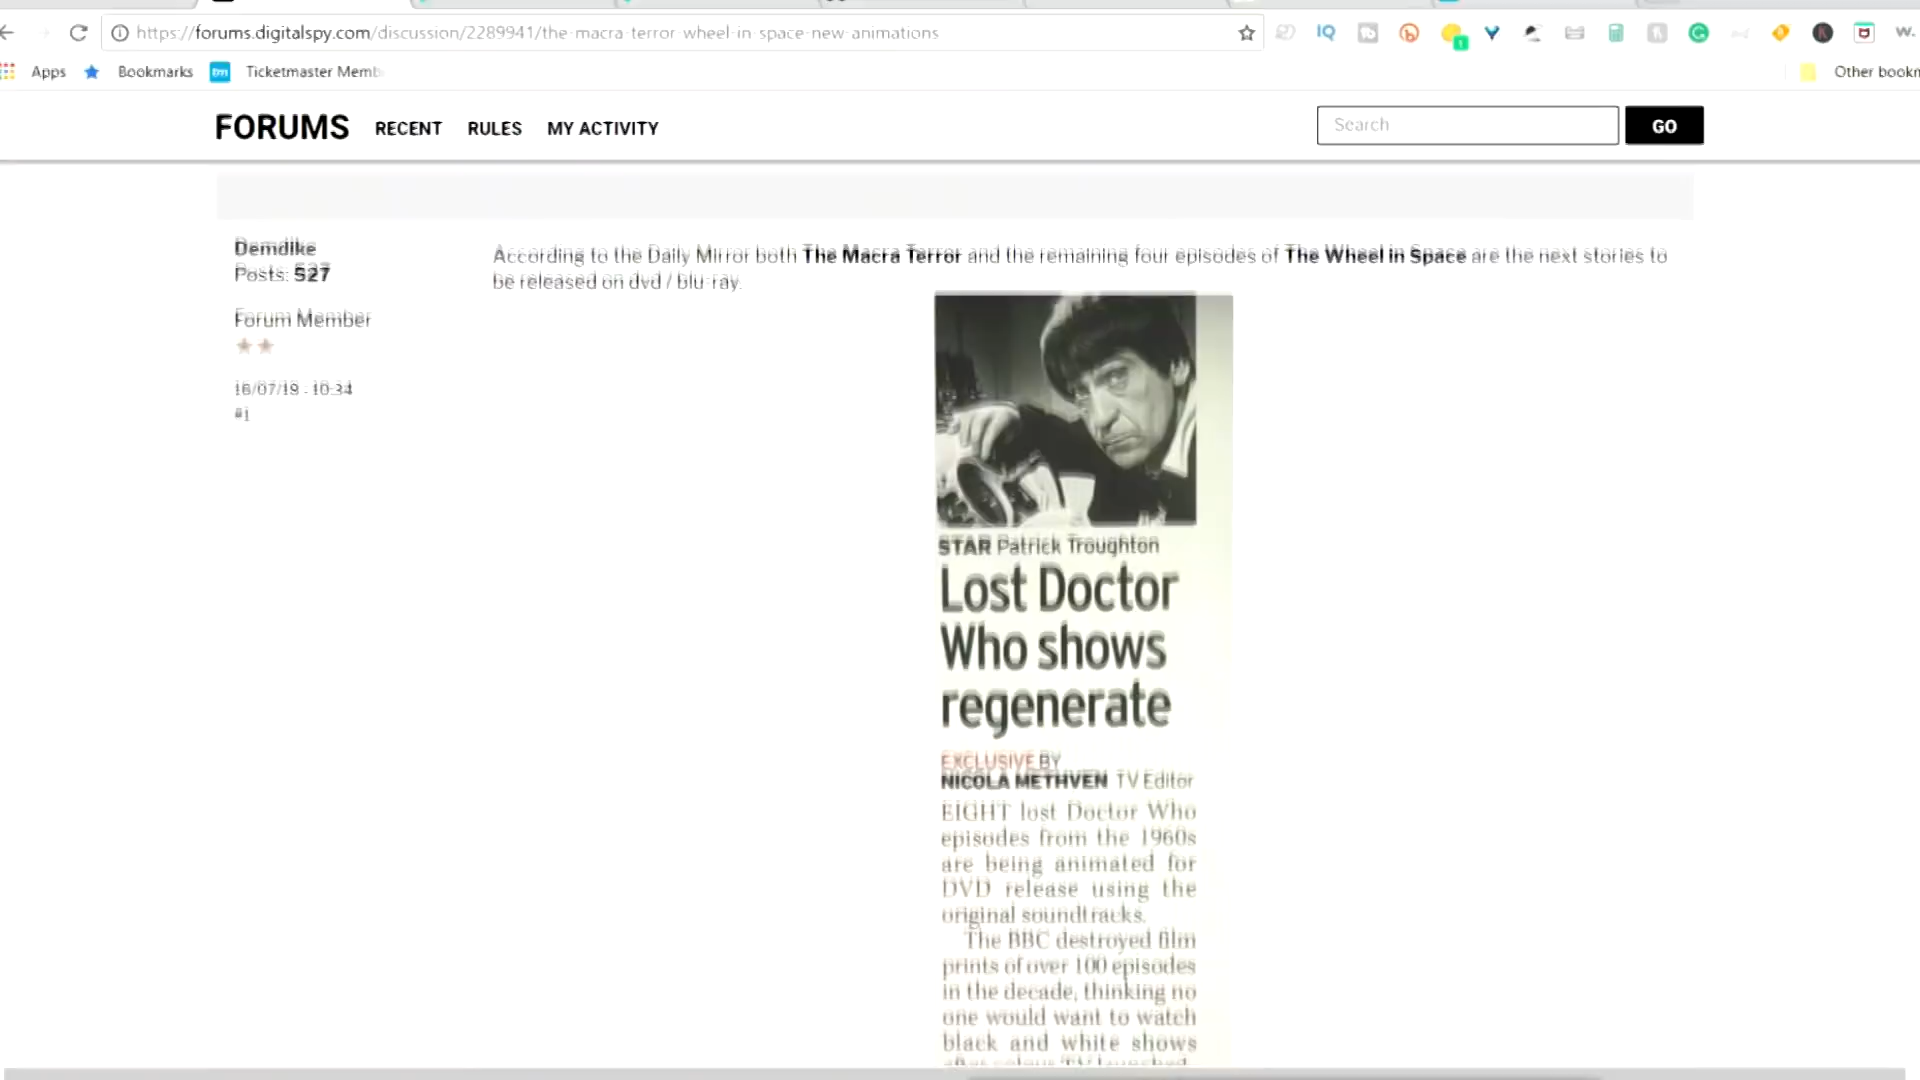 https://forums.digitalspy.com/discussion/2289941/the-macra-terror-wheel-in-space-new-animations
Apps
Bookmarks
Ticketmaster Memb
Other bookm
FORUMS
RECENT
RULES
MY ACTIVITY
Search
GO
Demdike
Posts: 527
Forum Member
#1
According to the Daily Mirror both The Macra Terror and the remaining four episodes of The Wheel in Space are the next stories to
be released on dvd / blu-ray.
STAR Patrick Troughton
Lost Doctor
Who shows
regenerate
EXCLUSIVE BY
NICOLA METHVEN TV Editor
EIGHT lost Doctor Who
episodes from the 1960s
are being animated for
DVD release using the
original soundtracks.
The BBC destroyed film
prints of over 100 episodes
in the decade, thinking no
one would want to watch
black and white shows